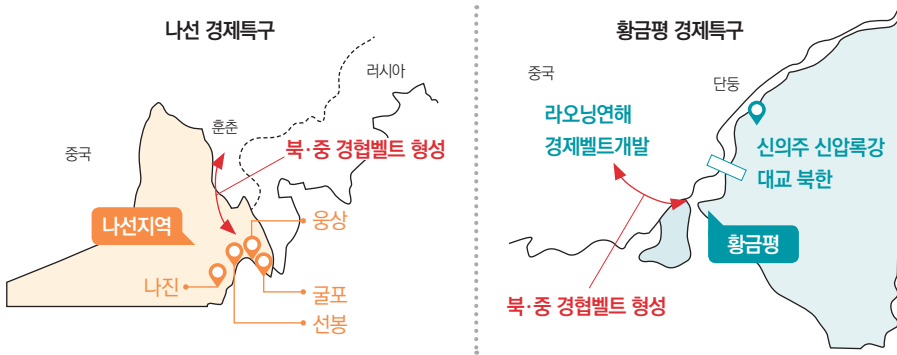 나선 경제특구
러시아
훈춘
중국
북·중 경협벨트 형성
나선지역
웅상
나진
굴포
선봉
황금평 경제특구
중국
단둥
라오닝연해
경제벨트개발
신의주 신압록강
대교 북한
황금평
북·중 경협벨트 형성